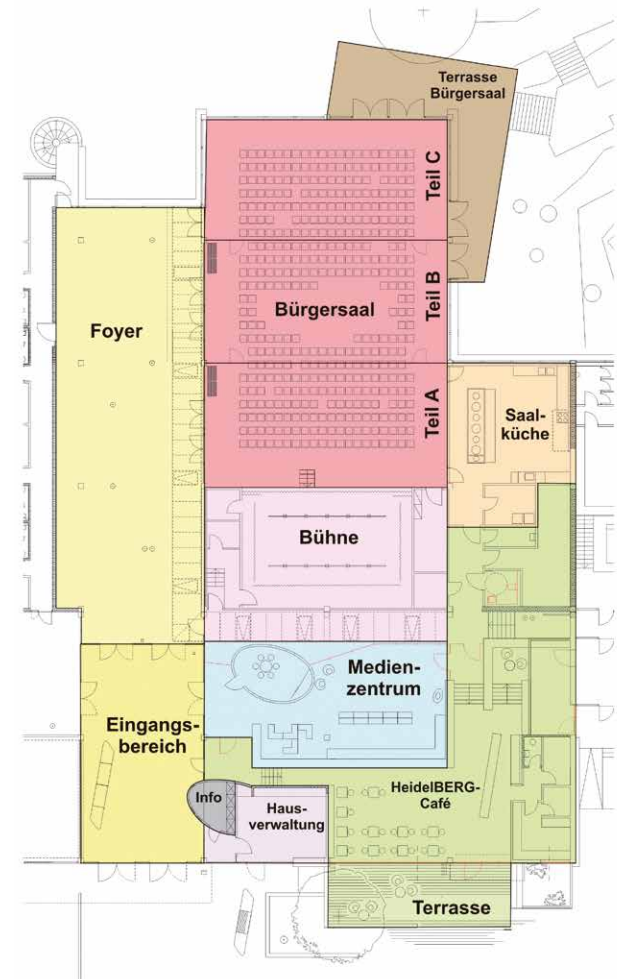 Terrasse
Bürgersaal
Teil C
Teil B
Bürgersaal
Foyer
Teil A
Saal-
küche
Bühne
Medien-
zentrum
Eingangs-
bereich
Info
Haus-
verwaltung
HeidelBERG-
Café
Terrasse